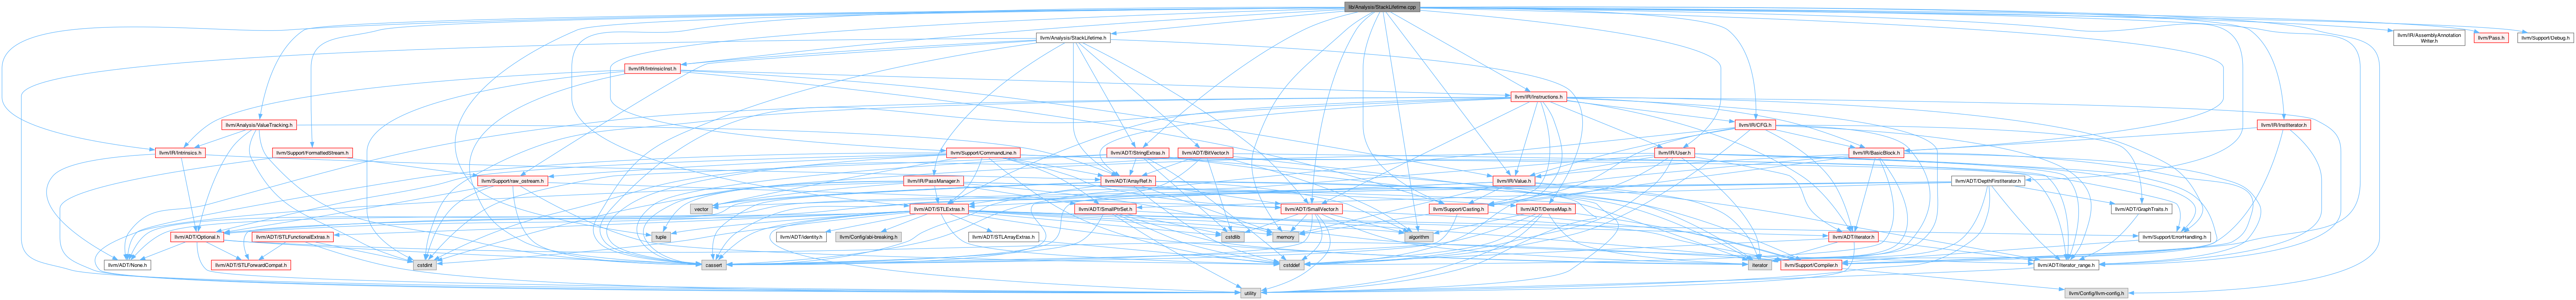 lib/Analysis/StackLifetime.cpp
llvm/Analysis/StackLifetime.h
llvm/IR/AssemblyAnnotation
Writer.h
llvm/Pass.h
llvm/Support/Debug.h
llvm/IR/IntrinsicInst.h
llvm/IR/Instructions.h
llvm/Analysis/ValueTracking.h
llvm/IR/CFG.h
llvm/IR/InstIterator.h
llvm/IR/Intrinsics.h
llvm/Support/FormattedStream.h
llvm/Support/CommandLine.h
llvm/ADT/StringExtras.h
llvm/ADT/BitVector.h
llvm/IR/User.h
llvm/IR/BasicBlock.h
llvm/Support/raw_ostream.h
llvm/IR/PassManager.h
llvm/ADT/ArrayRef.h
llvm/IR/Value.h
llvm/ADT/DepthFirstIterator.h
vector
llvm/ADT/STLExtras.h
llvm/ADT/SmallPtrSet.h
llvm/ADT/SmallVector.h
llvm/Support/Casting.h
llvm/ADT/DenseMap.h
llvm/ADT/GraphTraits.h
llvm/ADT/Optional.h
llvm/ADT/STLFunctionalExtras.h
tuple
llvm/ADT/identity.h
llvm/Config/abi-breaking.h
llvm/ADT/STLArrayExtras.h
cstdlib
memory
algorithm
llvm/ADT/iterator.h
llvm/Support/ErrorHandling.h
llvm/ADT/None.h
llvm/ADT/STLForwardCompat.h
cstdint
cassert
cstddef
iterator
llvm/Support/Compiler.h
llvm/ADT/iterator_range.h
utility
llvm/Config/llvm-config.h